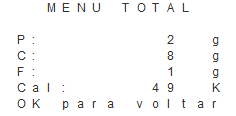 MENU TOTAL
P: 2 g
C: 8 g
F: 1 g
Cal: 49 K
OK para voltar